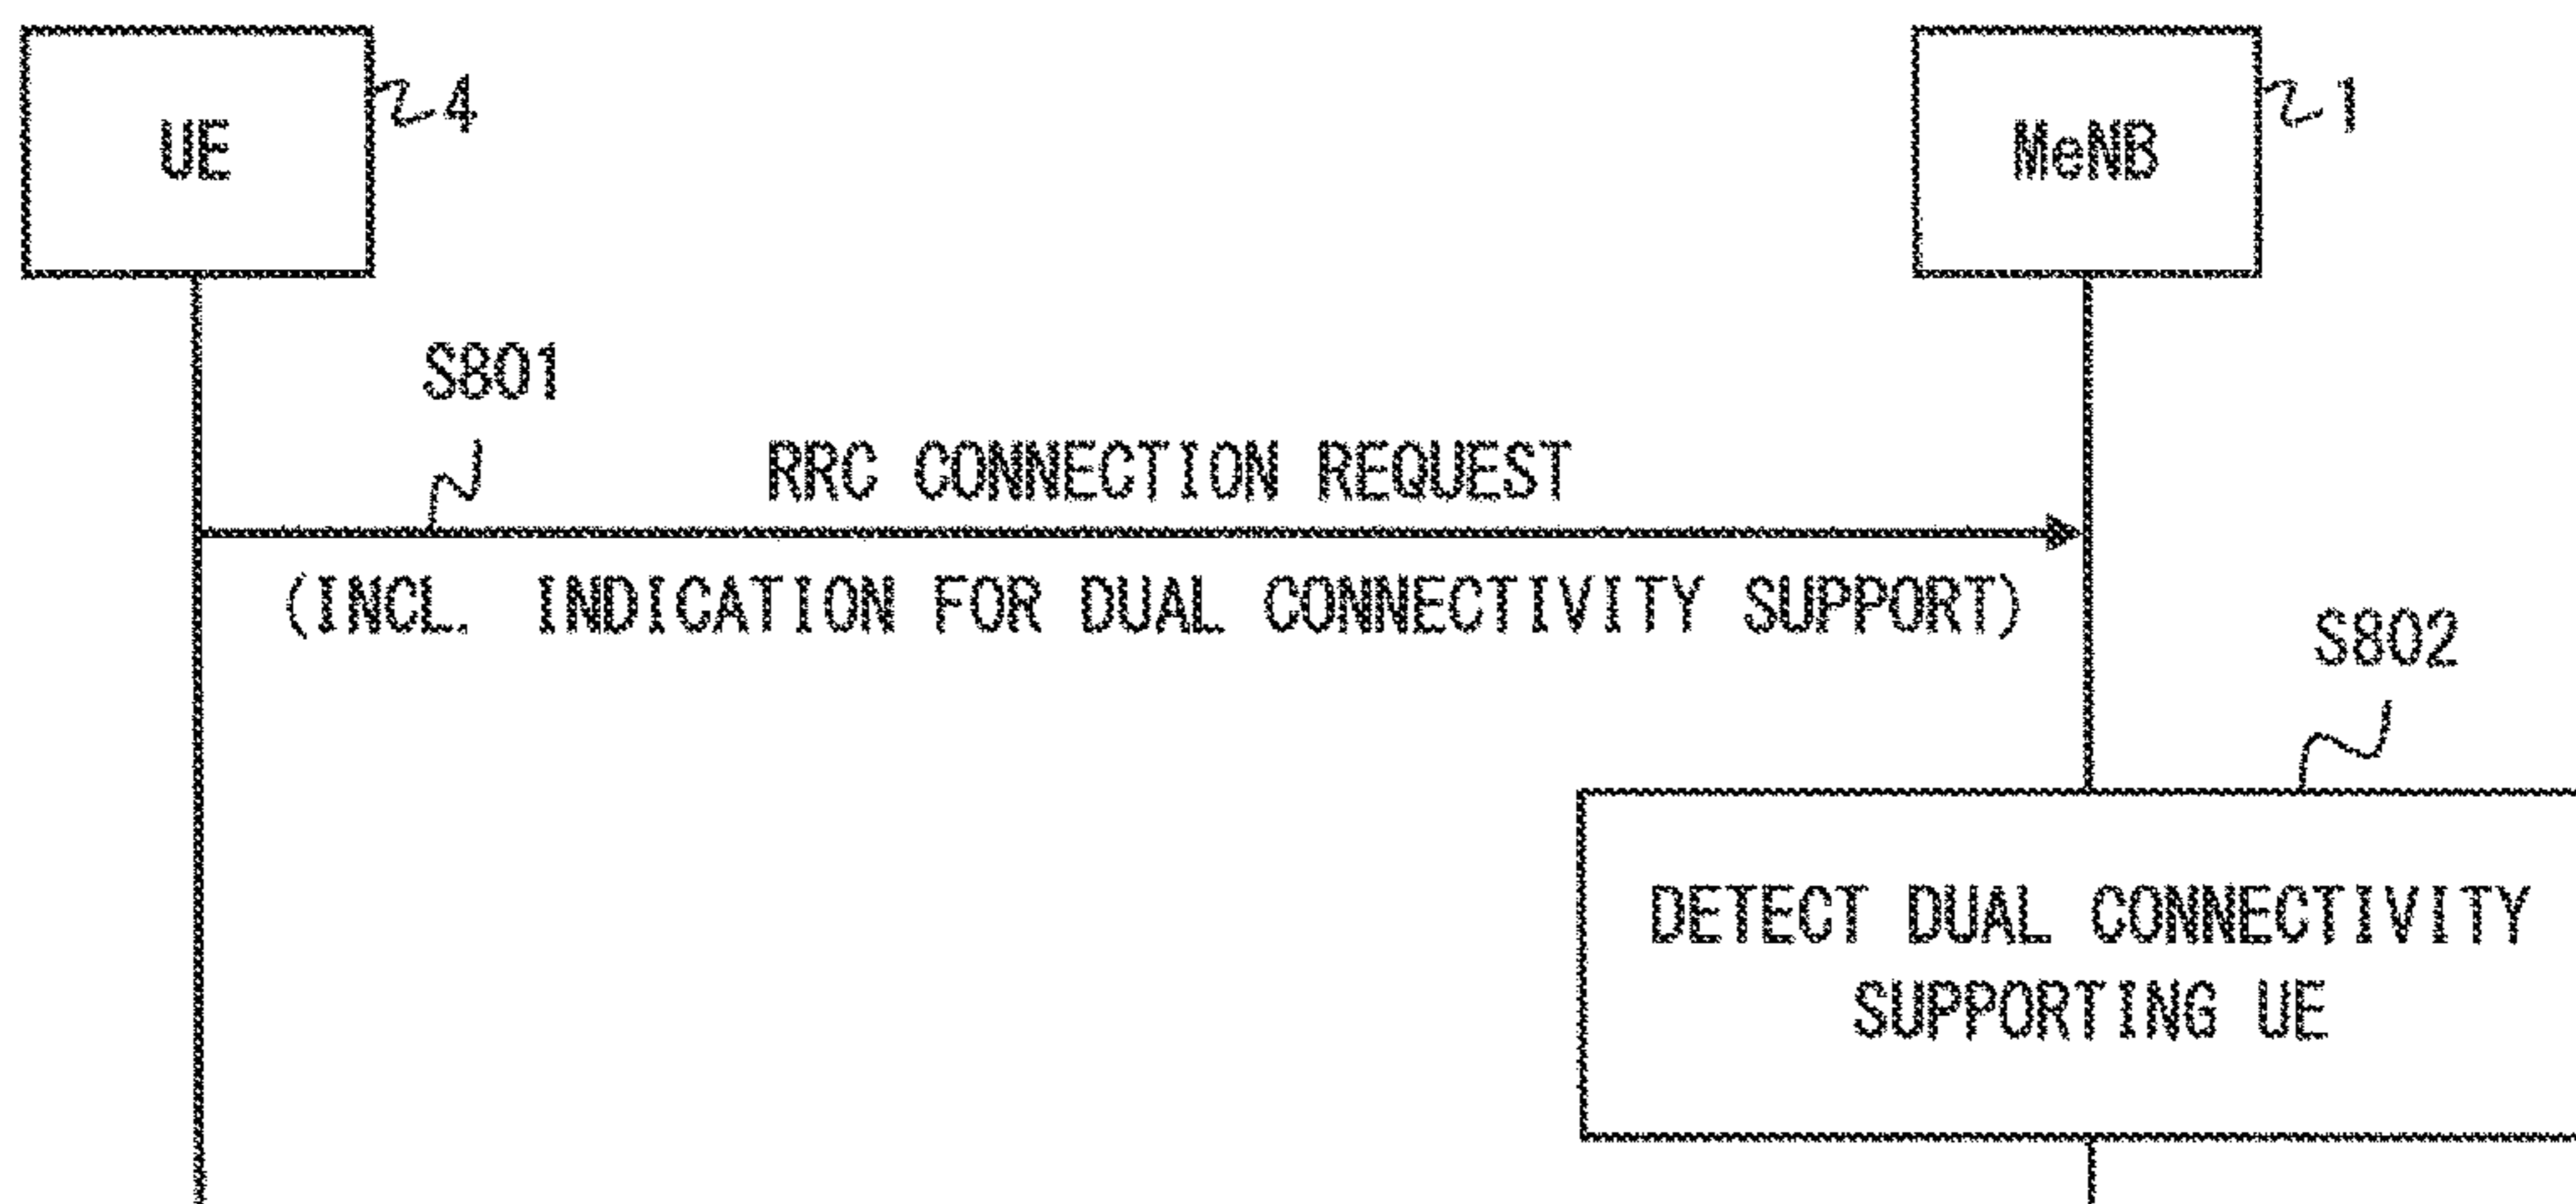 UE
4
MeNB
1
S801
RRC CONNECTION REQUEST
(INCL. INDICATION FOR DUAL CONNECTIVITY SUPPORT)
S802
DETECT DUAL CONNECTIVITY
SUPPORTING UE